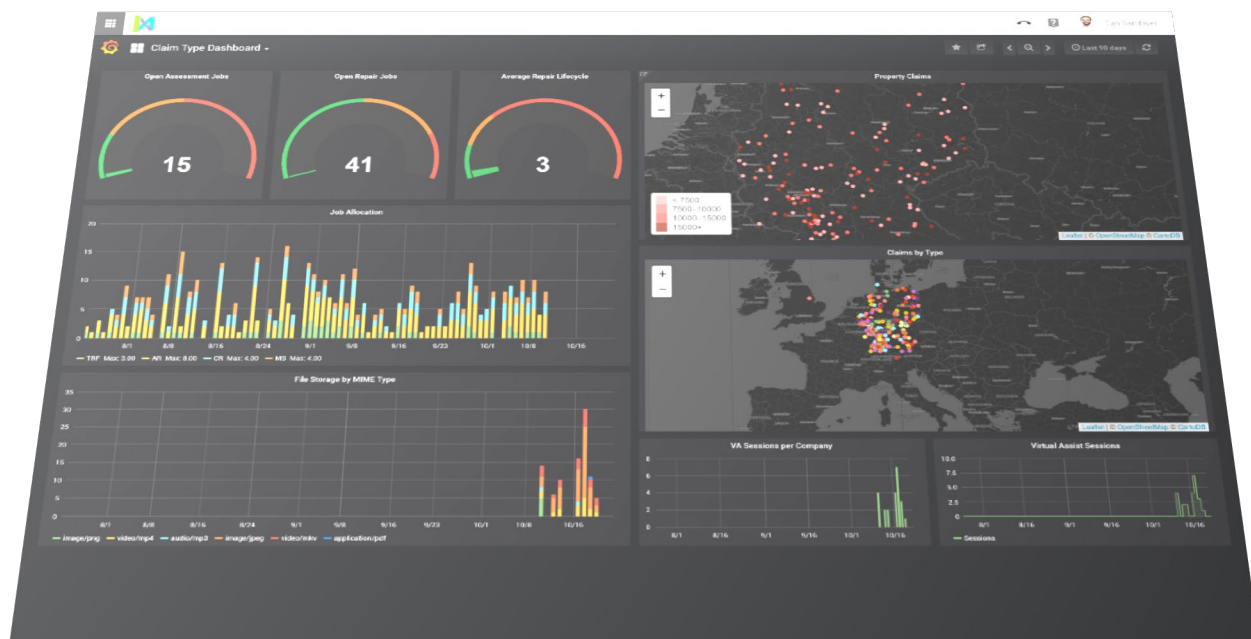 Claim Type Dashboard
Last 90 days
Open Assessment Jobs
Open Repair Jobs
Average Repair Lifecycle
15
41
3
Property Claims
+
−
< 7500
7500-10000
10000-15000
15000+
Leaflet | © OpenStreetMap © CartoDB
Job Allocation
20
15
10
5
0
8/1 8/8 8/16 8/24 9/1 9/8 9/16 9/23 10/1 10/8 10/16
TBF Max: 3.00 AR Max: 8.00 CR Max: 4.00 MS Max: 4.00
Claims by Type
+
−
Leaflet | © OpenStreetMap © CartoDB
File Storage by MIME Type
35
30
25
20
15
10
5
0
8/1 8/8 8/16 8/24 9/1 9/8 9/16 9/23 10/1 10/8 10/16
image/png video/mp4 audio/mp3 image/jpeg video/mkv application/pdf
VA Sessions per Company
8
6
4
2
0
8/1 8/16 9/1 9/16 10/1 10/16
Virtual Assist Sessions
10.0
7.5
5.0
2.5
0
8/1 8/16 9/1 9/16 10/1 10/16
Sessions